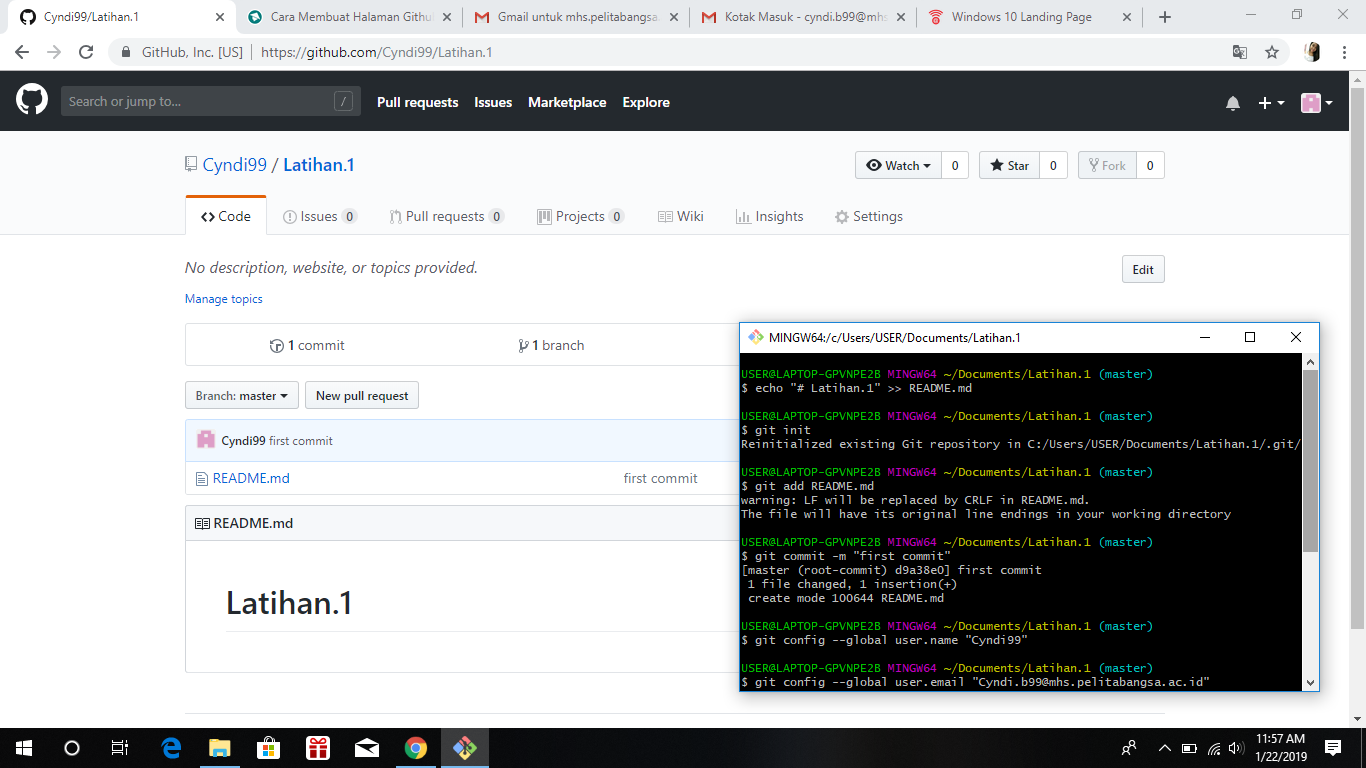 Cyndi99/Latihan.1
Cara Membuat Halaman Githu
Gmail untuk mhs.pelitabangsa.
Kotak Masuk - cyndi.b99@mhs
Windows 10 Landing Page
GitHub, Inc. [US] | https://github.com/Cyndi99/Latihan.1
Search or jump to...
/
Pull requests Issues Marketplace Explore
Cyndi99 / Latihan.1
Watch 0 Star 0 Fork 0
Code Issues 0 Pull requests 0 Projects 0 Wiki Insights Settings
No description, website, or topics provided.
Edit
Manage topics
1 commit 1 branch
Branch: master New pull request
Cyndi99 first commit
README.md first commit
README.md
Latihan.1
MINGW64:/c/Users/USER/Documents/Latihan.1
USER@LAPTOP-GPVNPE2B MINGW64 ~/Documents/Latihan.1 (master)
$ echo "# Latihan.1" >> README.md
USER@LAPTOP-GPVNPE2B MINGW64 ~/Documents/Latihan.1 (master)
$ git init
Reinitialized existing Git repository in C:/Users/USER/Documents/Latihan.1/.git/
USER@LAPTOP-GPVNPE2B MINGW64 ~/Documents/Latihan.1 (master)
$ git add README.md
warning: LF will be replaced by CRLF in README.md.
The file will have its original line endings in your working directory
USER@LAPTOP-GPVNPE2B MINGW64 ~/Documents/Latihan.1 (master)
$ git commit -m "first commit"
[master (root-commit) d9a38e0] first commit
1 file changed, 1 insertion(+)
create mode 100644 README.md
USER@LAPTOP-GPVNPE2B MINGW64 ~/Documents/Latihan.1 (master)
$ git config --global user.name "Cyndi99"
USER@LAPTOP-GPVNPE2B MINGW64 ~/Documents/Latihan.1 (master)
$ git config --global user.email "Cyndi.b99@mhs.pelitabangsa.ac.id"
11:57 AM
1/22/2019